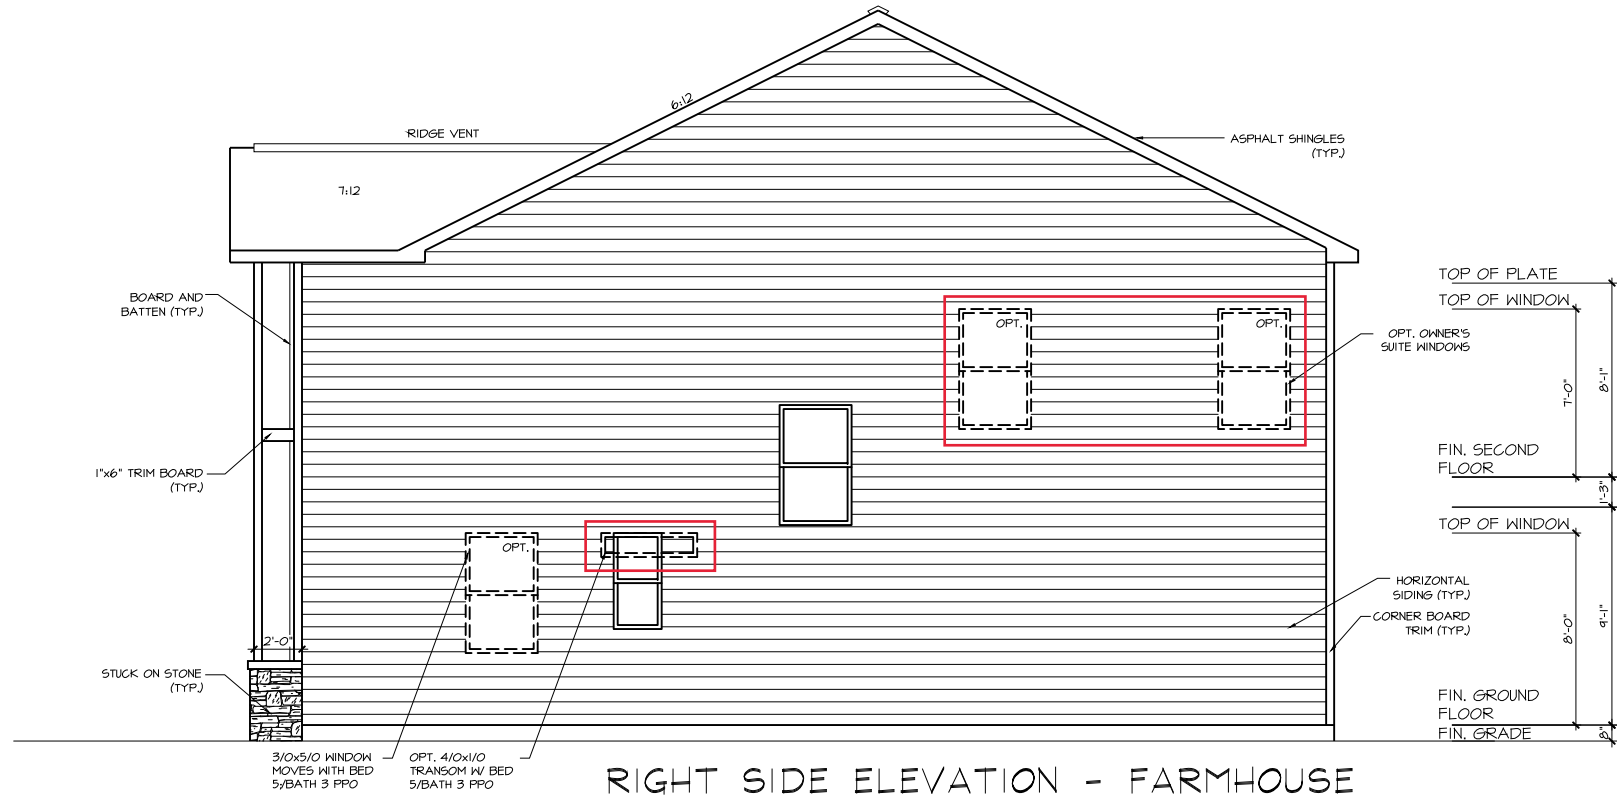 6:12
RIDGE VENT
ASPHALT SHINGLES
(TYP.)
7:12
TOP OF PLATE
BOARD AND
BATTEN (TYP.)
TOP OF WINDOW
OPT.
OPT.
OPT. OWNER'S
SUITE WINDOWS
7'-0"
8'-1"
FIN. SECOND
FLOOR
1"x6" TRIM BOARD
(TYP.)
1'-3"
TOP OF WINDOW
OPT.
HORIZONTAL
SIDING (TYP.)
CORNER BOARD
TRIM (TYP.)
8'-0"
9'-1"
2'-0"
STUCK ON STONE
(TYP.)
FIN. GROUND
FLOOR
FIN. GRADE
8"
3/0x5/0 WINDOW
MOVES WITH BED
5/BATH 3 PPO
OPT. 4/0x1/0
TRANSOM W/ BED
5/BATH 3 PPO
RIGHT SIDE ELEVATION - FARMHOUSE